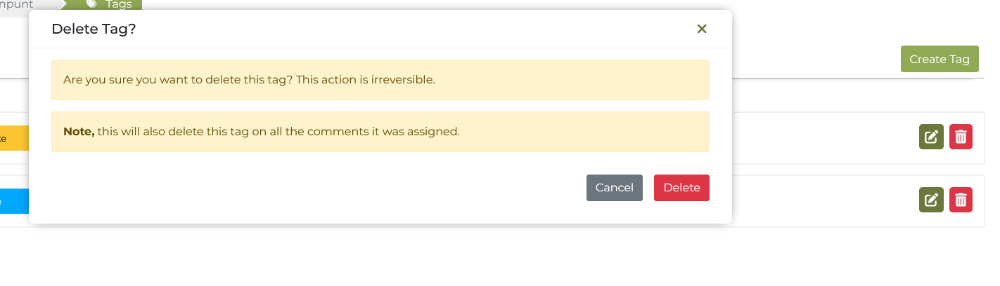 npunt
Tags
Delete Tag?
Create Tag
Are you sure you want to delete this tag? This action is irreversible.
Note, this will also delete this tag on all the comments it was assigned.
Cancel
Delete